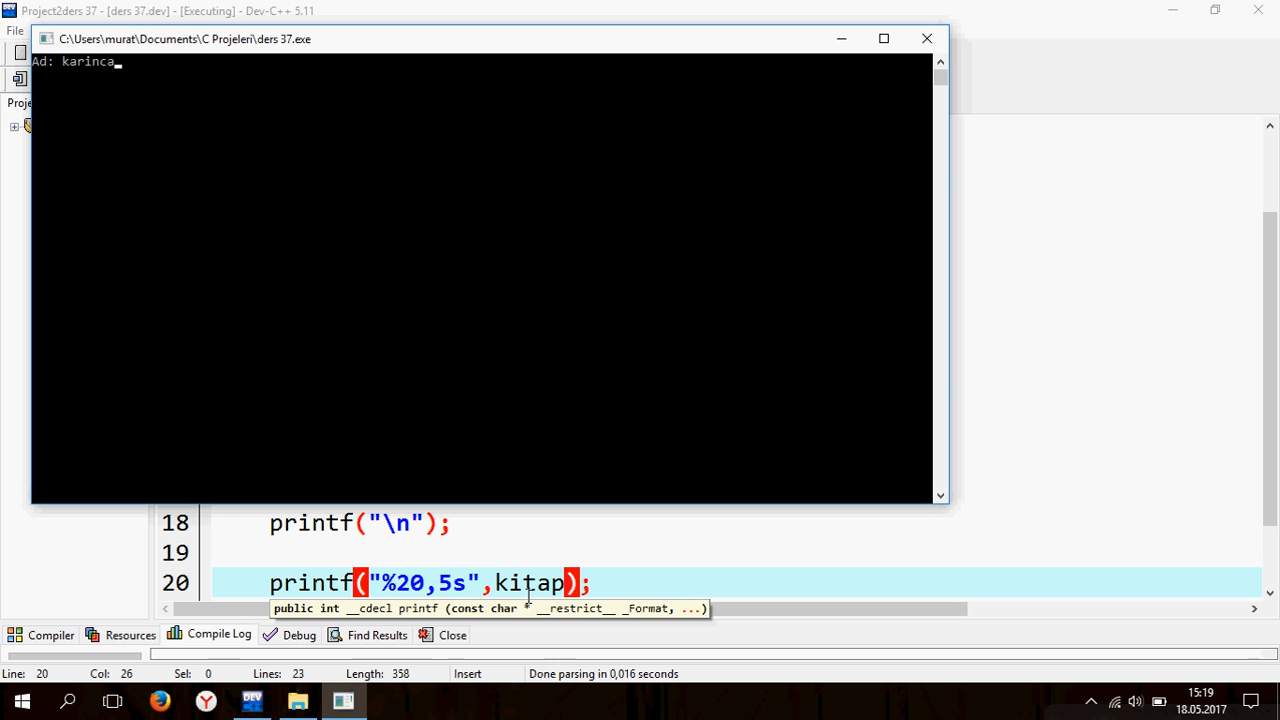 Project2ders 37 - [ders 37.dev] - [Executing] - Dev-C++ 5.11
File
C:\Users\murat\Documents\C Projeleri\ders 37.exe
Ad: karinca
Proje
18 printf("\n");
19
20 printf("%20,5s",kitap);
public int __cdecl printf (const char * __restrict__ _Format, ...)
Compiler Resources Compile Log Debug Find Results Close
Line: 20 Col: 26 Sel: 0 Lines: 23 Length: 358 Insert Done parsing in 0,016 seconds
DEV
15:19
18.05.2017